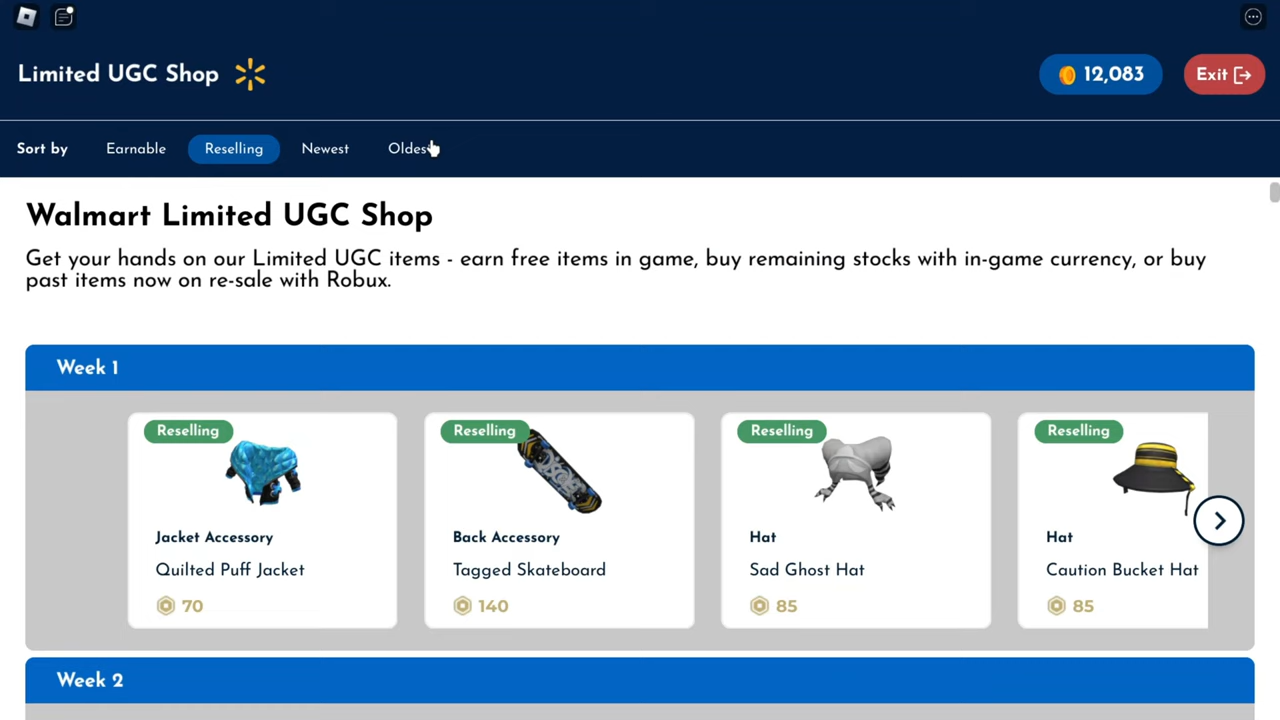 Limited UGC Shop
12,083
Exit
Sort by
Earnable
Reselling
Newest
Oldest
Walmart Limited UGC Shop
Get your hands on our Limited UGC items - earn free items in game, buy remaining stocks with in-game currency, or buy
past items now on re-sale with Robux.
Week 1
Reselling
Jacket Accessory
Quilted Puff Jacket
70
Reselling
Back Accessory
Tagged Skateboard
140
Reselling
Hat
Sad Ghost Hat
85
Reselling
Hat
Caution Bucket Hat
85
Week 2